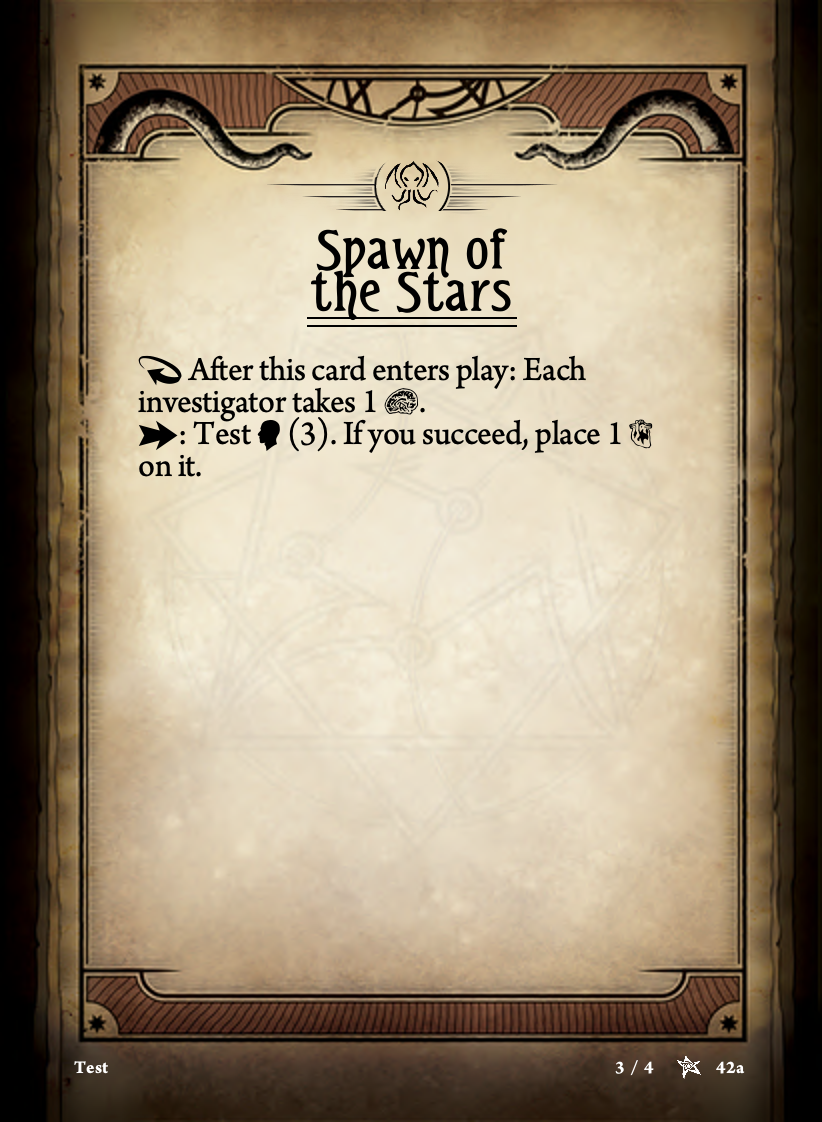 Spawn of
the Stars
After this card enters play: Each
investigator takes 1 .
: Test (3). If you succeed, place 1
on it.
Test
3 / 4 42a